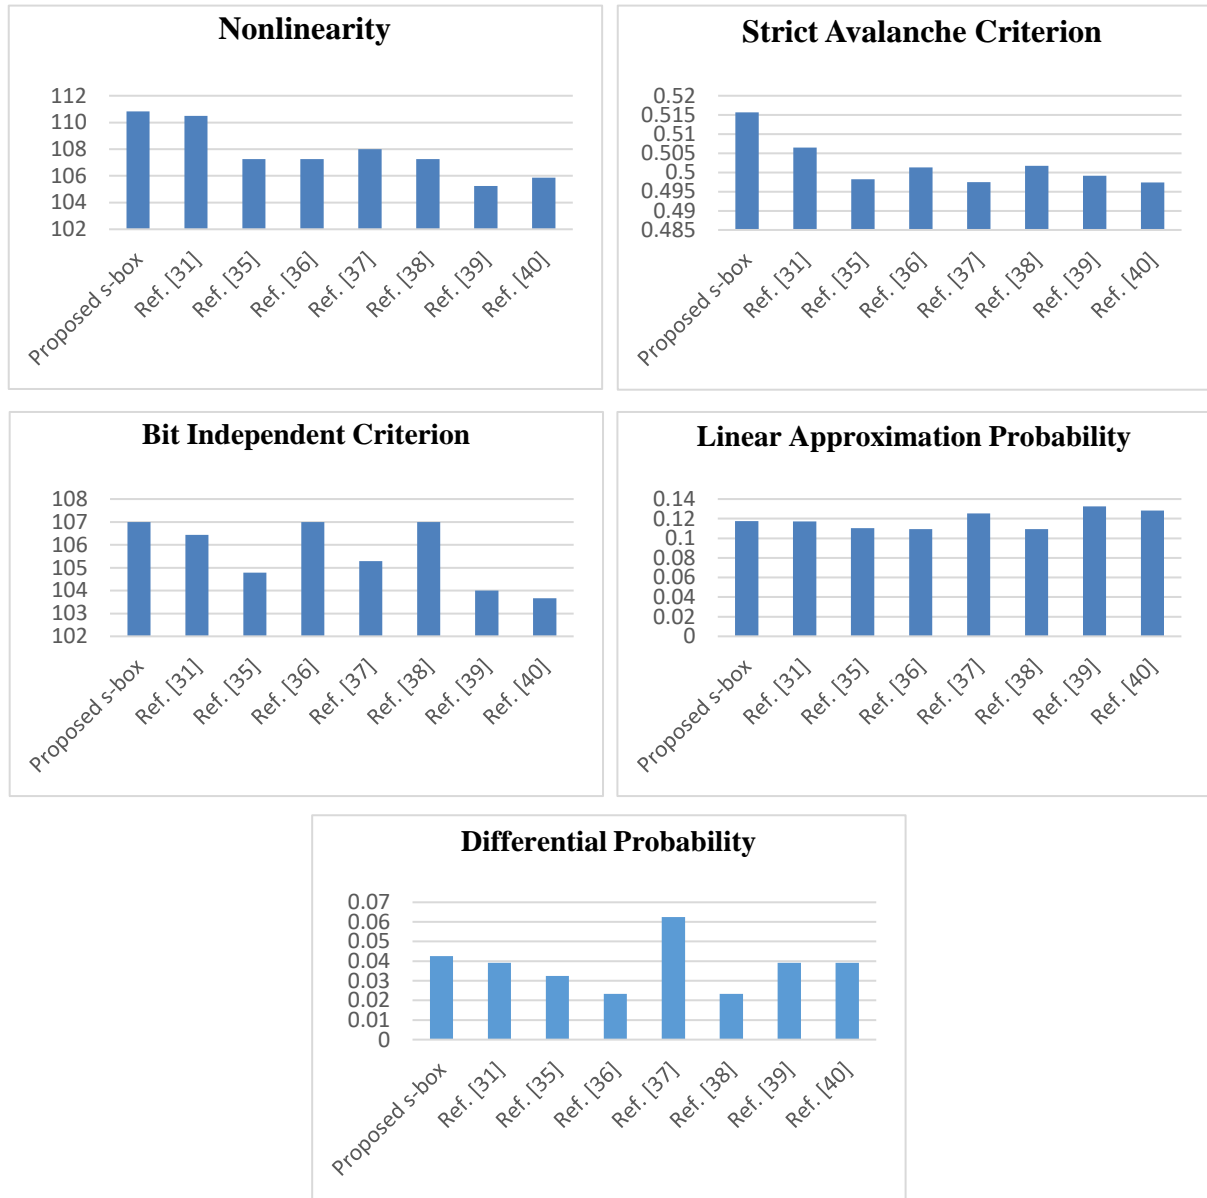 Nonlinearity
112
110
108
106
104
102
Proposed s-box
Ref. [31]
Ref. [35]
Ref. [36]
Ref. [37]
Ref. [38]
Ref. [39]
Ref. [40]
Strict Avalanche Criterion
0.52
0.515
0.51
0.505
0.5
0.495
0.49
0.485
Proposed s-box
Ref. [31]
Ref. [35]
Ref. [36]
Ref. [37]
Ref. [38]
Ref. [39]
Ref. [40]
Bit Independent Criterion
108
107
106
105
104
103
102
Proposed s-box
Ref. [31]
Ref. [35]
Ref. [36]
Ref. [37]
Ref. [38]
Ref. [39]
Ref. [40]
Linear Approximation Probability
0.14
0.12
0.1
0.08
0.06
0.04
0.02
0
Proposed s-box
Ref. [31]
Ref. [35]
Ref. [36]
Ref. [37]
Ref. [38]
Ref. [39]
Ref. [40]
Differential Probability
0.07
0.06
0.05
0.04
0.03
0.02
0.01
0
Proposed s-box
Ref. [31]
Ref. [35]
Ref. [36]
Ref. [37]
Ref. [38]
Ref. [39]
Ref. [40]